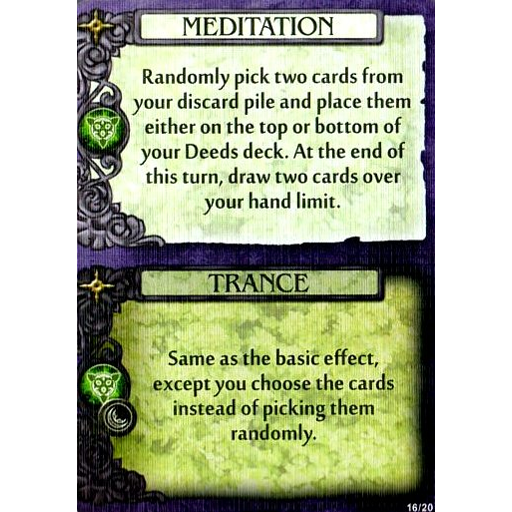 MEDITATION
Randomly pick two cards from
your discard pile and place them
either on the top or bottom of
your Deeds deck. At the end of
this turn, draw two cards over
your hand limit.
TRANCE
Same as the basic effect,
except you choose the cards
instead of picking them
randomly.
16/20